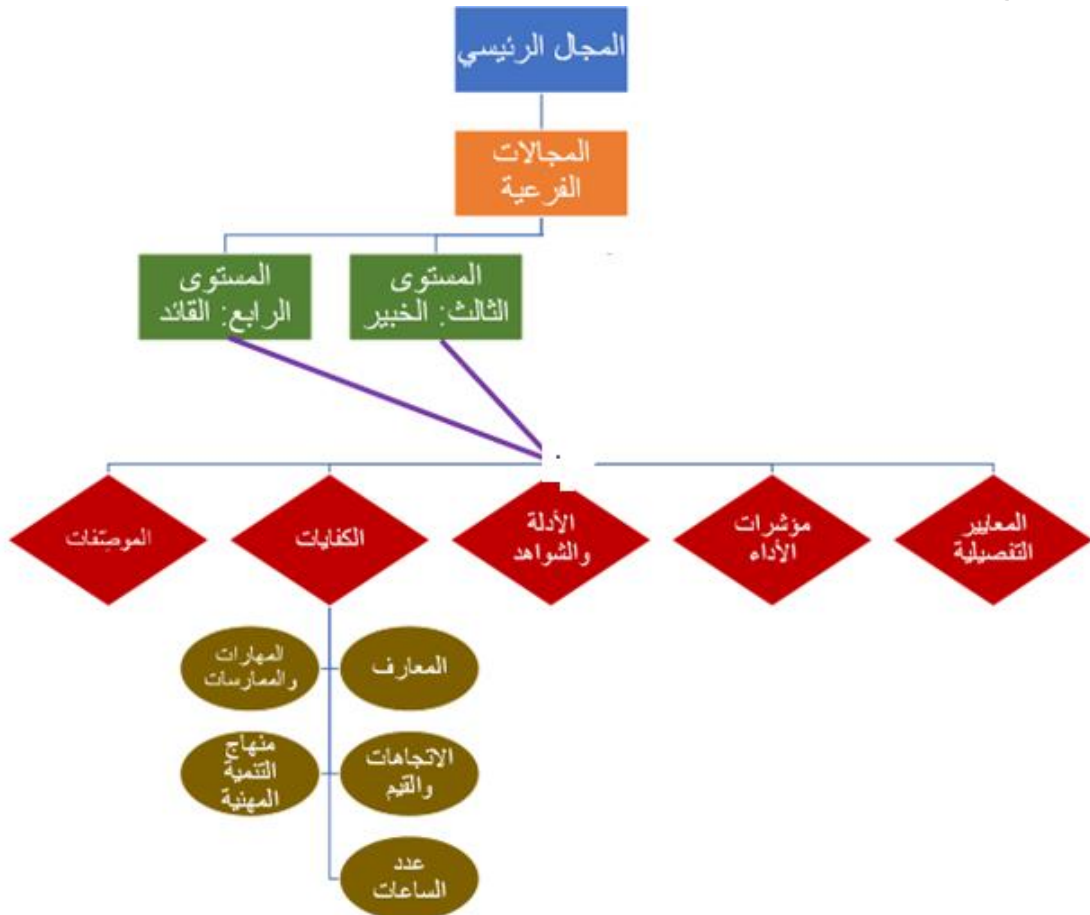 المجال الرئيسي
المجالات
الفرعية
المستوى
الثالث: الخبير
المستوى
الرابع: القائد
المعايير
التفصيلية
مؤشرات
الأداء
الأدلة
والشواهد
الكفايات
الموصفات
المعارف
المهارات
والممارسات
الاتجاهات
والقيم
منهاج
التنمية
المهنية
عدد
الساعات